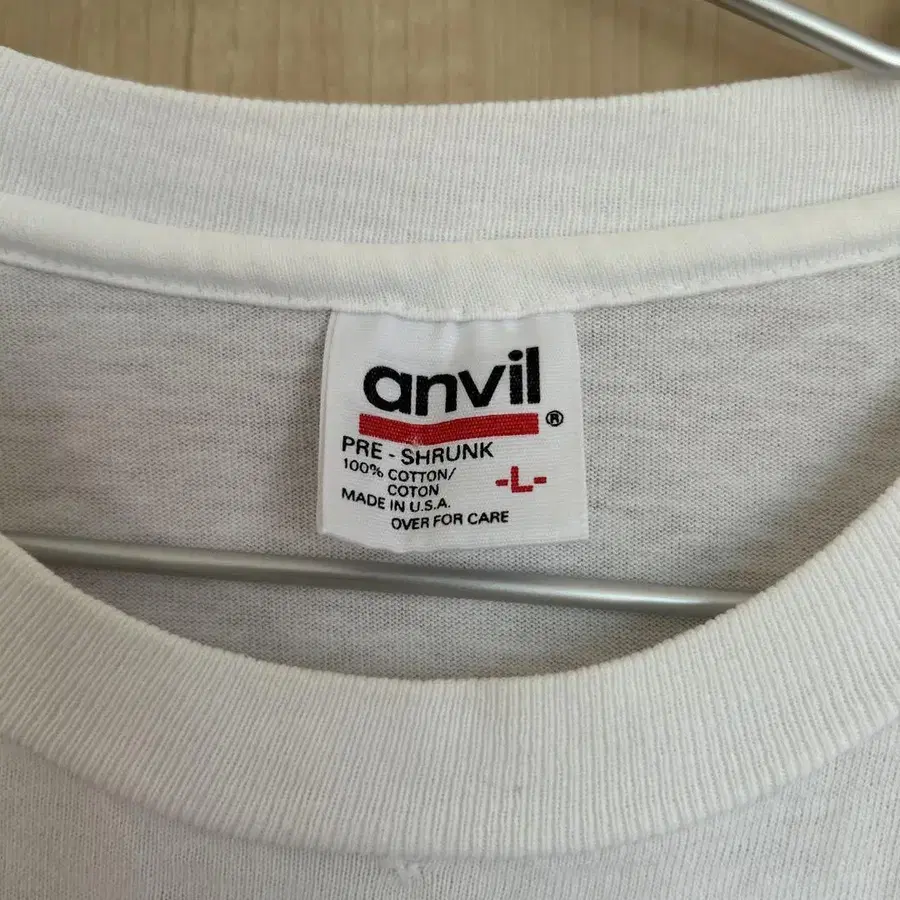 anvil®
PRE - SHRUNK
100% COTTON/
COTON
-L-
MADE IN U.S.A.
OVER FOR CARE